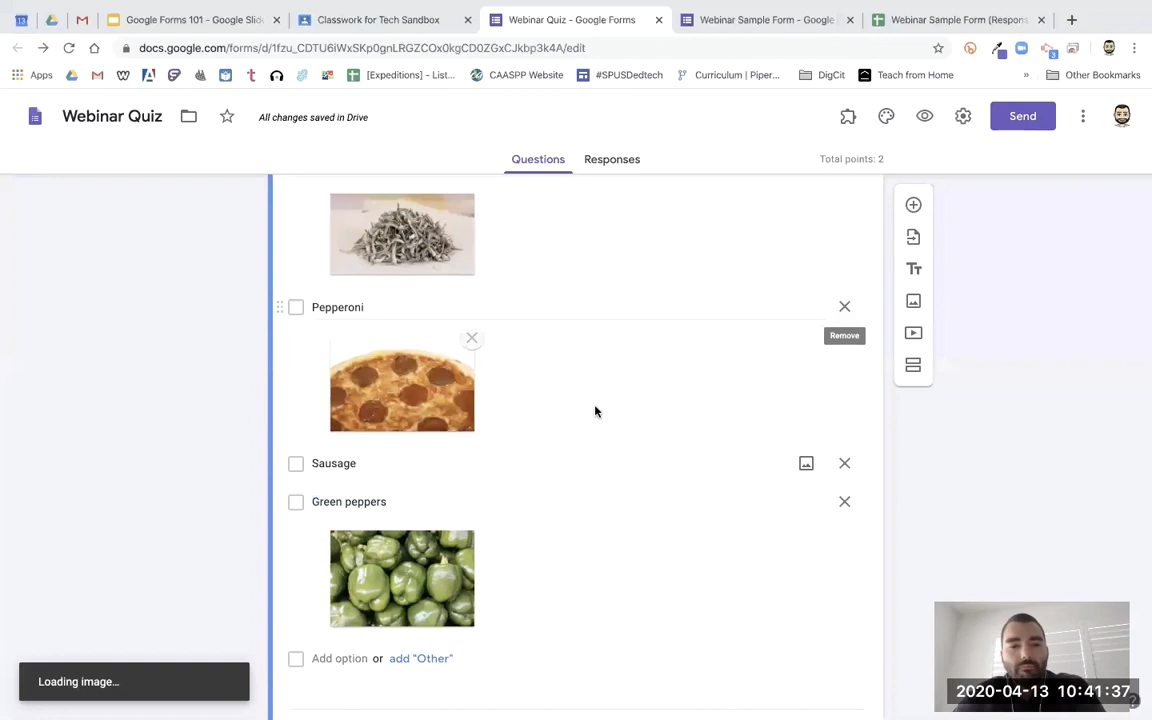 Google Forms 101 - Google Slid
Classwork for Tech Sandbox
Webinar Quiz - Google Forms
Webinar Sample Form - Google
Webinar Sample Form (Respon
docs.google.com/forms/d/1fzu_CDTU6iWxSKp0gnLRGZCOx0kgCD0ZGxCJkbp3k4A/edit
Apps
[Expeditions] - List...
CAASPP Website
#SPUSDedtech
Curriculum | Piper...
DigCit
Teach from Home
»
Other Bookmarks
Webinar Quiz
All changes saved in Drive
Send
Questions
Responses
Total points: 2
Pepperoni
Remove
Sausage
Green peppers
Add option or add "Other"
Loading image...
2020-04-13 10:41:37